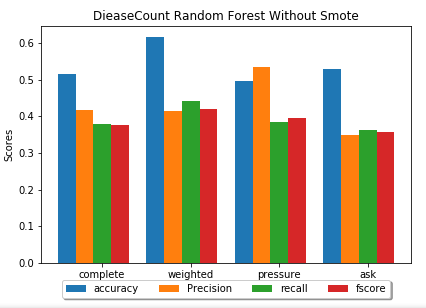 DieaseCount Random Forest Without Smote
0.6
0.5
0.4
0.3
0.2
0.1
0.0
Scores
complete weighted pressure ask
accuracy Precision recall fscore